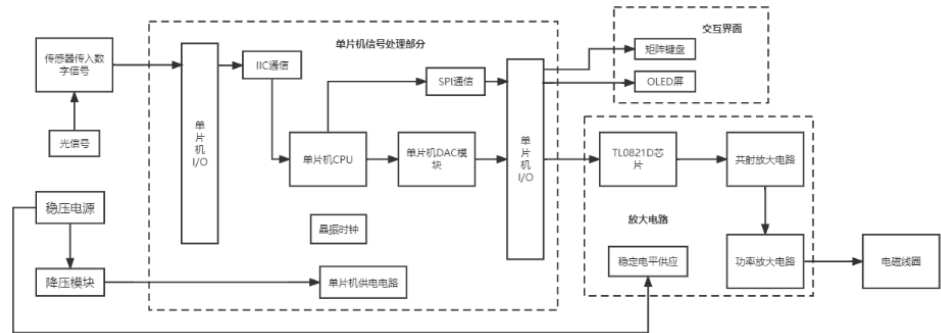 单片机信号处理部分
交互界面
传感器传入数
字信号
IIC通信
SPI通信
矩阵键盘
OLED屏
光信号
单
片
机
I/O
单片机CPU
单片机DAC模
块
单
片
机
I/O
TL0821D芯
片
共射放大电路
稳压电源
晶振时钟
放大电路
稳定电平供应
功率放大电路
电磁线圈
降压模块
单片机供电电路